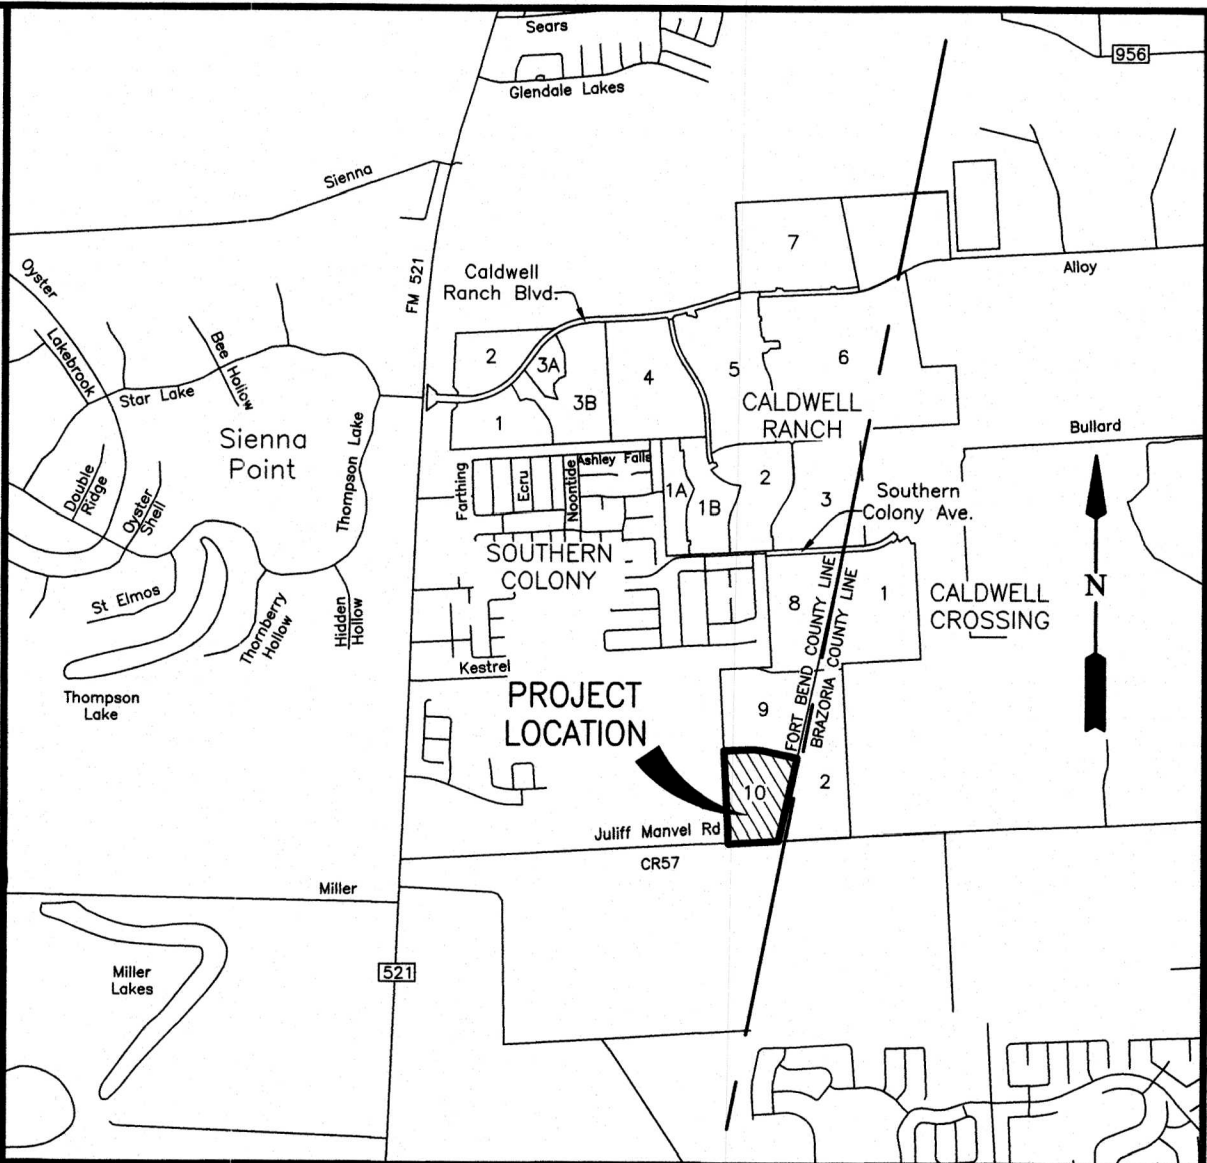 Sears
956
Glendale Lakes
Sienna
7
Oyster
FM 521
Alloy
Caldwell
Ranch Blvd.
Bee Hollow
Lakebrook
2
3A
6
5
4
Star Lake
3B
CALDWELL
RANCH
1
Bullard
Sienna
Point
Thompson Lake
Ashley Falls
Farthing
Ecru
Noontide
Double
Ridge
Oyster
Shell
1A
1B
2
3
Southern
Colony Ave.
SOUTHERN
COLONY
N
St Elmos
Thornberry
Hollow
Hidden
Hollow
8
1
CALDWELL
CROSSING
FORT BEND COUNTY LINE
BRAZORIA COUNTY LINE
Kestrel
Thompson
Lake
PROJECT
LOCATION
9
10
2
Juliff Manvel Rd
CR57
Miller
Miller
Lakes
521